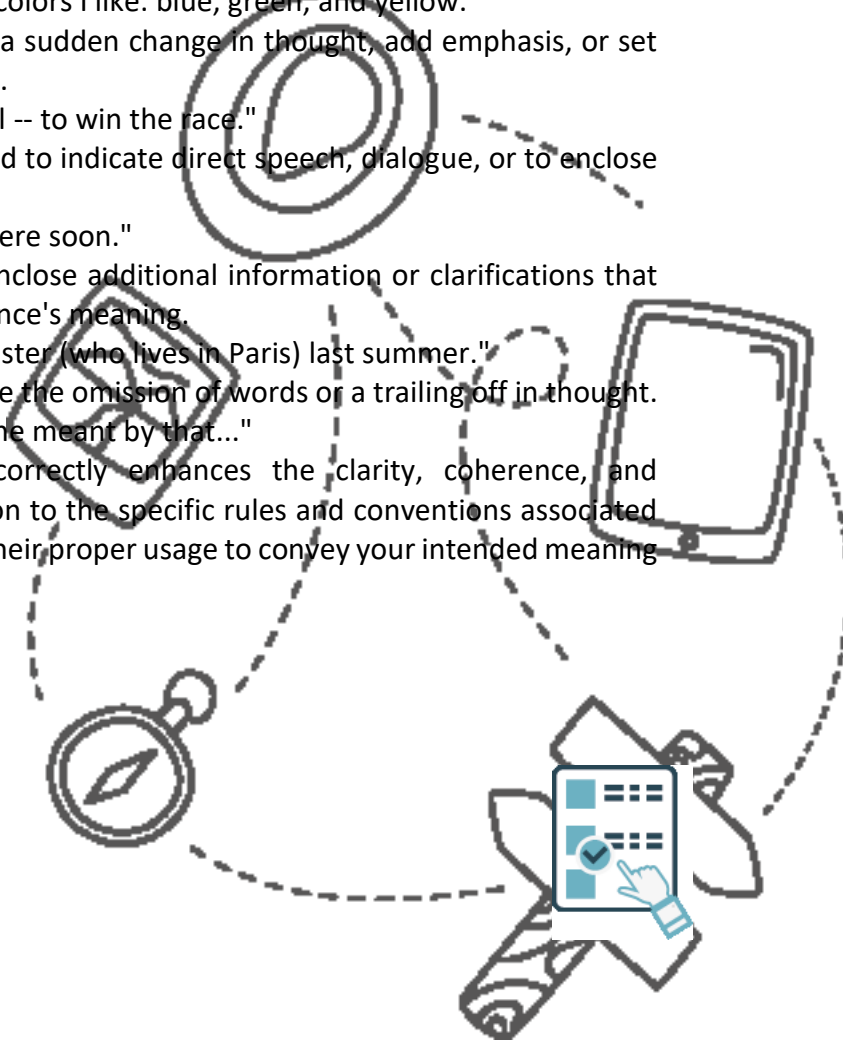 colors I like: blue, green, and yellow."
a sudden change in thought, add emphasis, or set
.
l -- to win the race."
d to indicate direct speech, dialogue, or to enclose
ere soon."
nclose additional information or clarifications that
nce's meaning.
ster (who lives in Paris) last summer."
e the omission of words or a trailing off in thought.
he meant by that..."
correctly enhances the clarity, coherence, and
on to the specific rules and conventions associated
heir proper usage to convey your intended meaning